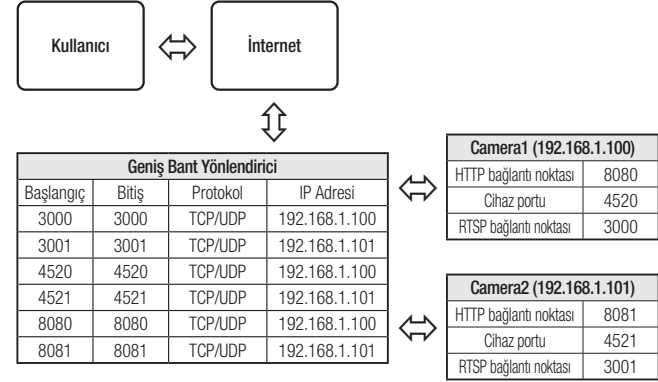 Kullanıcı
İnternet
Geniş Bant Yönlendirici
Başlangıç Bitiş Protokol IP Adresi
3000 3000 TCP/UDP 192.168.1.100
3001 3001 TCP/UDP 192.168.1.101
4520 4520 TCP/UDP 192.168.1.100
4521 4521 TCP/UDP 192.168.1.101
8080 8080 TCP/UDP 192.168.1.100
8081 8081 TCP/UDP 192.168.1.101
Camera1 (192.168.1.100)
HTTP bağlantı noktası 8080
Cihaz portu 4520
RTSP bağlantı noktası 3000
Camera2 (192.168.1.101)
HTTP bağlantı noktası 8081
Cihaz portu 4521
RTSP bağlantı noktası 3001